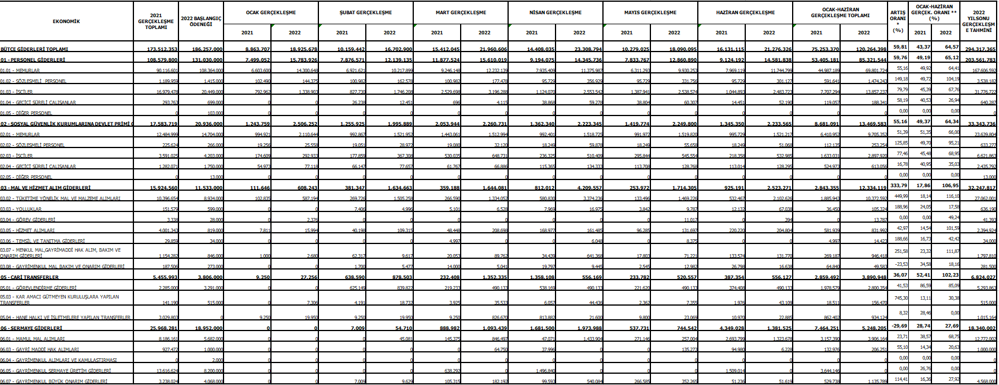 EKONOMİK 2021 GERÇEKLEŞME TOPLAMI 2022 BAŞLANGIÇ ÖDENEĞİ OCAK GERÇEKLEŞME ŞUBAT GERÇEKLEŞME MART GERÇEKLEŞME NİSAN GERÇEKLEŞME MAYIS GERÇEKLEŞME HAZİRAN GERÇEKLEŞME OCAK-HAZİRAN GERÇEKLEŞME TOPLAMI ARTIŞ ORANI * (%) OCAK-HAZİRAN GERÇEK. ORANI ** (%) 2022 YILSONU GERÇEKLEŞME TAHMİNİ
2021 2022 2021 2022 2021 2022 2021 2022 2021 2022 2021 2022 2021 2022 2021 2022
BÜTÇE GİDERLERİ TOPLAMI 173.512.353 186.257.000 8.863.707 18.925.678 10.159.442 16.702.900 15.412.045 21.960.606 14.408.035 23.308.794 10.279.025 18.090.095 16.131.115 21.276.326 75.253.370 120.264.398 59,81 43,37 64,57 294.317.365
01 - PERSONEL GİDERLERİ 108.579.800 131.030.000 7.499.052 15.783.926 7.876.571 12.139.135 11.877.524 15.610.019 9.194.075 14.345.736 7.833.767 12.860.890 9.124.192 14.581.838 53.405.181 85.321.544 59,76 49,19 65,12 203.561.783
01.01 - MEMURLAR 90.116.601 108.364.000 6.603.600 14.300.648 6.921.621 10.217.899 9.246.148 12.232.139 7.935.409 11.375.987 6.311.293 9.930.253 7.969.119 11.744.799 44.987.189 69.801.724 55,16 49,92 64,41 167.606.592
01.02 - SÖZLEŞMELİ PERSONEL 1.189.959 1.415.000 102.490 144.375 100.982 162.578 100.982 177.478 95.729 356.929 95.729 331.756 95.729 301.127 591.641 1.474.243 149,18 49,72 104,19 3.538.182
01.03 - İŞÇİLER 16.979.478 20.449.000 792.962 1.338.903 827.730 1.746.208 2.529.698 3.196.288 1.124.070 2.553.542 1.387.941 2.538.574 1.044.893 2.483.723 7.707.294 13.857.237 79,79 45,39 67,76 31.776.722
01.04 - GEÇİCİ SÜRELİ ÇALIŞANLAR 293.763 699.000 0 0 26.238 12.451 696 4.115 38.868 59.278 38.804 60.307 14.451 52.190 119.057 188.341 58,19 40,53 26,94 640.287
01.05 - DİĞER PERSONEL 0 103.000 0 0 0 0 0 0 0 0 0 0 0 0 0 0 0,00 0,00 0,00 0
02 - SOSYAL GÜVENLİK KURUMLARINA DEVLET PRİMİ G 17.583.719 20.936.000 1.243.759 2.506.252 1.255.925 1.995.889 2.053.944 2.260.731 1.362.340 2.223.345 1.419.774 2.249.800 1.345.350 2.233.565 8.681.091 13.469.583 55,16 49,37 64,34 33.343.736
02.01 - MEMURLAR 12.484.999 14.704.000 994.921 2.110.644 992.867 1.521.952 1.443.061 1.512.994 992.401 1.518.725 991.972 1.519.820 995.729 1.521.217 6.410.952 9.705.352 51,39 51,35 66,00 23.639.804
02.02 - SÖZLEŞMELİ PERSONEL 225.624 266.000 19.256 25.558 19.051 28.972 19.080 32.120 18.249 59.878 18.249 55.658 18.249 51.068 112.135 253.254 125,85 49,70 95,21 633.277
02.03 - İŞÇİLER 3.591.025 4.203.000 174.609 292.933 177.859 367.308 530.035 648.731 236.325 510.409 295.844 545.554 218.358 532.985 1.633.031 2.897.920 77,46 45,48 68,95 6.621.863
02.04 - GEÇİCİ SÜRELİ ÇALIŞANLAR 1.282.071 1.750.000 54.973 77.118 66.147 77.657 61.767 66.886 115.365 134.333 113.708 128.768 113.014 128.295 524.973 613.056 16,78 40,95 35,03 2.435.792
02.05 - DİĞER PERSONEL 0 13.000 0 0 0 0 0 0 0 0 0 0 0 0 0 0 0,00 0,00 0,00 13.000
03 - MAL VE HİZMET ALIM GİDERLERİ 15.924.560 11.533.000 111.646 608.243 381.347 1.634.663 359.188 1.644.081 812.012 4.209.557 253.972 1.714.305 925.191 2.523.271 2.843.355 12.334.119 333,79 17,86 106,95 32.247.817
03.02 - TÜKETİME YÖNELİK MAL VE MALZEME ALIMLARI 10.396.654 8.934.000 102.835 587.194 269.726 1.505.258 266.590 1.334.052 580.830 3.374.236 133.496 1.469.226 532.467 2.102.626 1.885.943 10.372.592 449,99 18,14 116,10 27.062.001
03.03 - YOLLUKLAR 151.579 599.000 0 0 7.406 4.996 5.101 6.528 7.969 16.975 3.842 9.787 12.132 67.038 36.450 105.324 188,96 24,05 17,58 636.190
03.04 - GÖREV GİDERLERİ 3.338 28.000 0 2.376 0 0 0 0 0 0 0 11.017 0 394 0 13.787 0,00 0,00 49,24 41.393
03.05 - HİZMET ALIMLARI 4.001.343 819.000 7.811 15.994 40.198 109.315 48.448 208.698 168.977 161.485 96.285 131.697 220.220 204.804 581.939 831.992 42,97 14,54 101,59 2.394.924
03.06 - TEMSİL VE TANITMA GİDERLERİ 29.859 34.000 0 0 0 0 4.997 0 0 6.048 0 8.375 0 0 4.997 14.423 188,66 16,73 42,42 34.000
03.07 - MENKUL MAL,GAYRİMADDİ HAK ALIM, BAKIM VE
ONARIM GİDERLERİ 1.154.282 846.000 1.000 2.680 62.317 9.617 20.053 89.762 34.439 641.368 17.803 71.221 133.574 131.770 269.187 946.418 251,58 23,32 111,87 1.797.810
03.08 - GAYRİMENKUL MAL BAKIM VE ONARIM GİDERLERİ 187.506 273.000 0 0 1.700 5.477 14.000 5.041 19.797 9.445 2.545 12.982 26.798 16.638 64.840 49.583 -23,53 34,58 18,16 281.500
05 - CARİ TRANSFERLER 5.455.993 3.806.000 9.250 27.256 638.590 878.503 232.408 1.352.335 1.358.108 556.169 233.782 520.557 387.354 556.127 2.859.492 3.890.948 36,07 52,41 102,23 6.824.027
05.01 - GÖREVLENDİRME GİDERLERİ 2.285.000 3.291.000 0 0 625.149 839.822 219.233 490.133 538.169 490.133 221.620 490.133 374.408 490.133 1.978.579 2.800.354 41,53 86,59 85,09 5.293.863
05.03 - KAR AMACI GÜTMEYEN KURULUŞLARA YAPILAN
TRANSFERLER 141.190 515.000 0 7.306 4.191 18.732 3.925 35.533 6.057 44.436 2.362 7.355 1.976 43.109 18.511 156.470 745,30 13,11 30,38 515.000
05.04 - HANE HALKI VE İŞLETMELERE YAPILAN TRANSFERLER 3.029.803 0 9.250 19.950 9.250 19.950 9.250 826.670 813.882 21.600 9.800 23.069 10.970 22.885 862.402 934.124 8,32 28,46 0,00 1.015.164
06 - SERMAYE GİDERLERİ 25.968.281 18.952.000 0 0 7.009 54.710 888.982 1.093.439 1.681.500 1.973.988 537.731 744.542 4.349.028 1.381.525 7.464.251 5.248.205 -29,69 28,74 27,69 18.340.002
06.01 - MAMUL MAL ALIMLARI 8.186.161 5.682.000 0 0 0 45.081 145.375 846.497 47.071 1.433.904 271.146 257.004 2.693.799 1.323.678 3.157.390 3.906.164 23,71 38,57 68,75 12.772.002
06.03 - GAYRİ MADDİ HAK ALIMLARI 927.472 1.000.000 0 0 0 0 0 64.750 37.996 0 0 135.273 94.980 6.228 132.976 206.251 55,10 14,34 20,63 1.000.000
06.04 - GAYRİMENKUL ALIMLARI VE KAMULAŞTIRMASI 0 2.000 0 0 0 0 0 0 0 0 0 0 0 0 0 0 0,00 0,00 0,00 0
06.05 - GAYRİMENKUL SERMAYE ÜRETİM GİDERLERİ 13.616.624 8.200.000 0 0 0 0 638.292 0 1.496.840 0 0 0 1.509.014 0 3.644.146 0 0,00 26,76 0,00 0
06.07 - GAYRİMENKUL BÜYÜK ONARIM GİDERLERİ 3.238.024 4.068.000 0 0 7.009 9.629 105.315 182.192 99.593 540.084 266.585 352.265 51.236 51.619 529.738 1.135.789 114,41 16,36 27,92 4.568.000